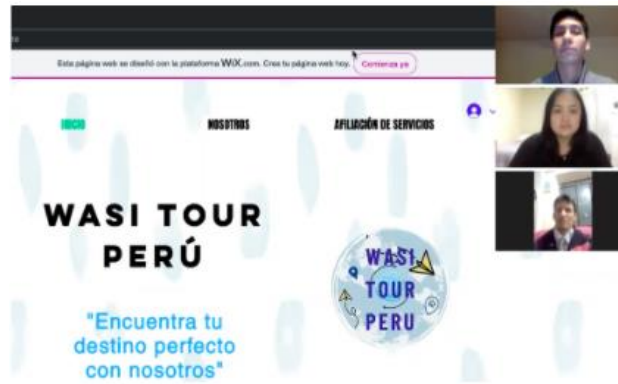 Esta página web se diseñó con la plataforma WiX.com. Crea tu página web hoy. Comienza ya
INICIO NOSOTROS AFILIACIÓN DE SERVICIOS
WASI TOUR
PERÚ
"Encuentra tu
destino perfecto
con nosotros"
WASI
TOUR
PERU